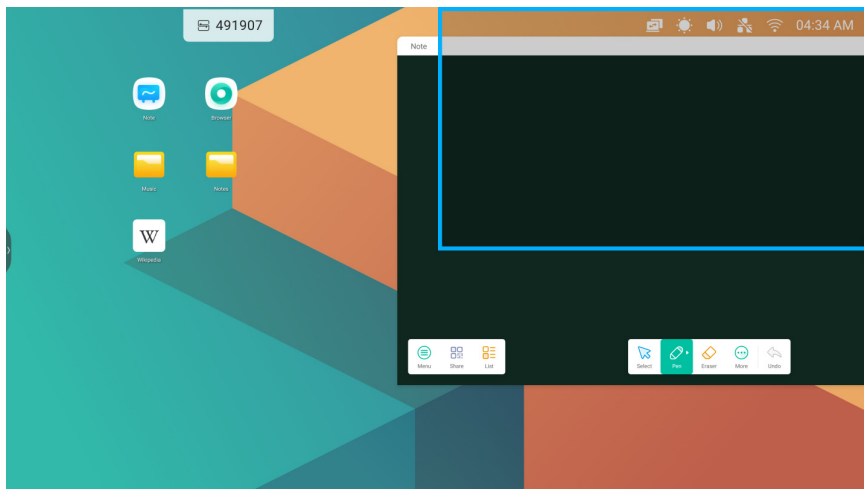 491907
04:34 AM
Note
Note
Browser
Music
Notes
W
Wikipedia
Menu
Share
List
Select
Pen
Eraser
More
Undo